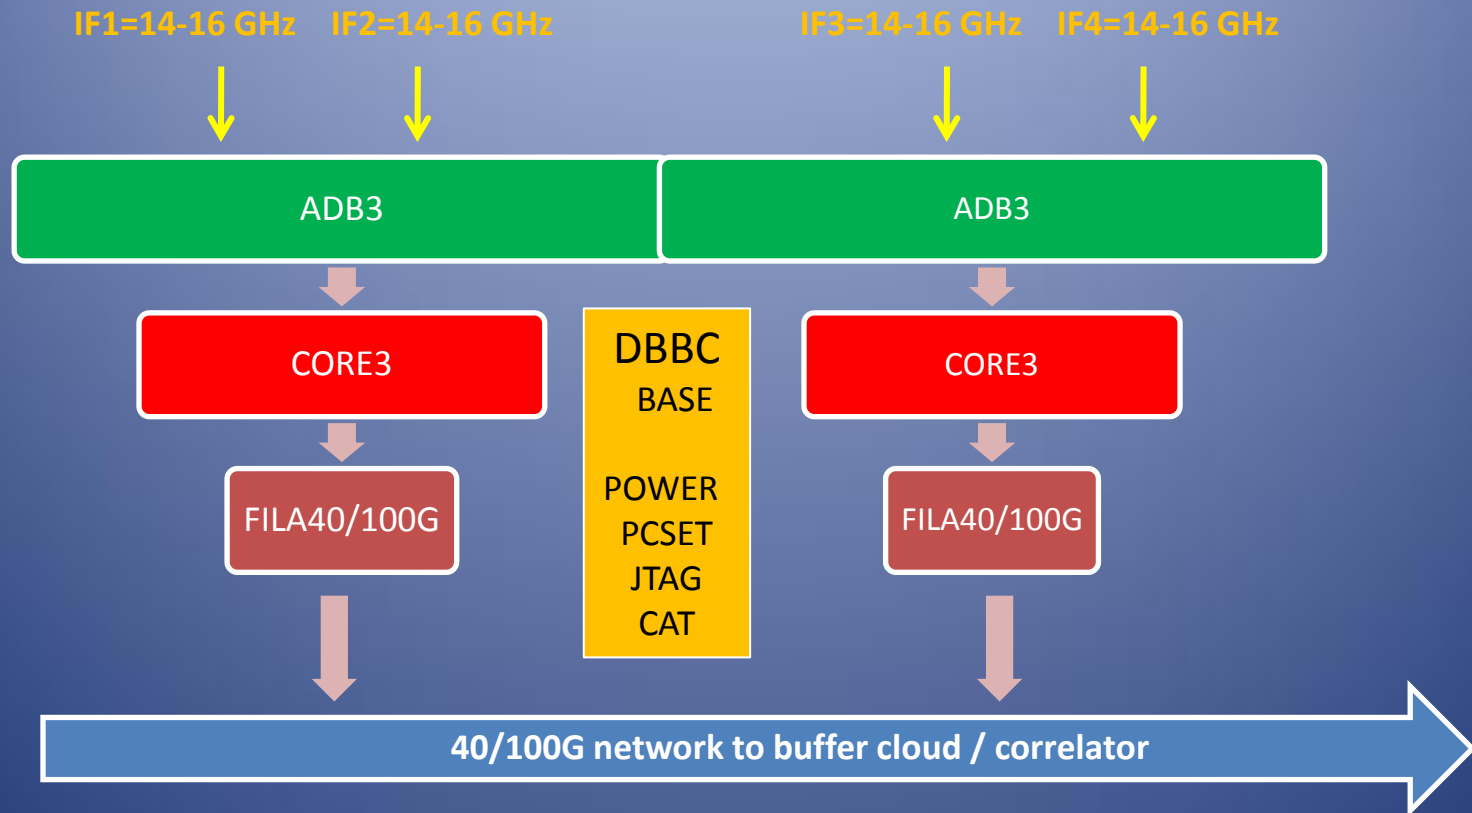 IF1=14-16 GHz IF2=14-16 GHz IF3=14-16 GHz IF4=14-16 GHz
ADB3 ADB3
CORE3 CORE3
DBBC
BASE
POWER
PCSET
JTAG
CAT
FILA40/100G FILA40/100G
40/100G network to buffer cloud / correlator